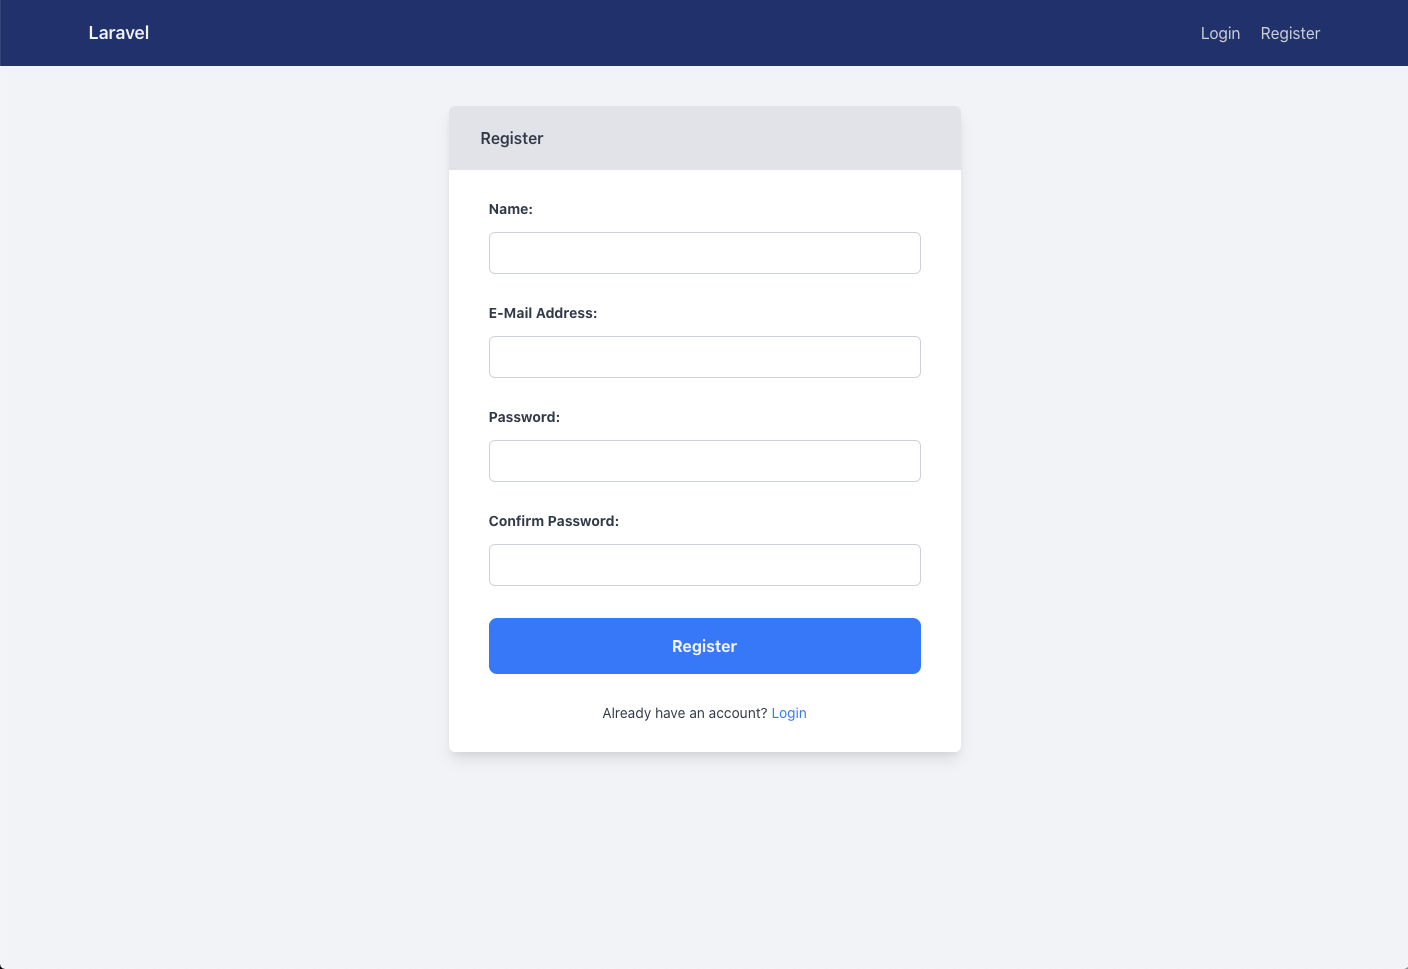 Laravel
Login
Register
Register
Name:
E-Mail Address:
Password:
Confirm Password:
Register
Already have an account? Login